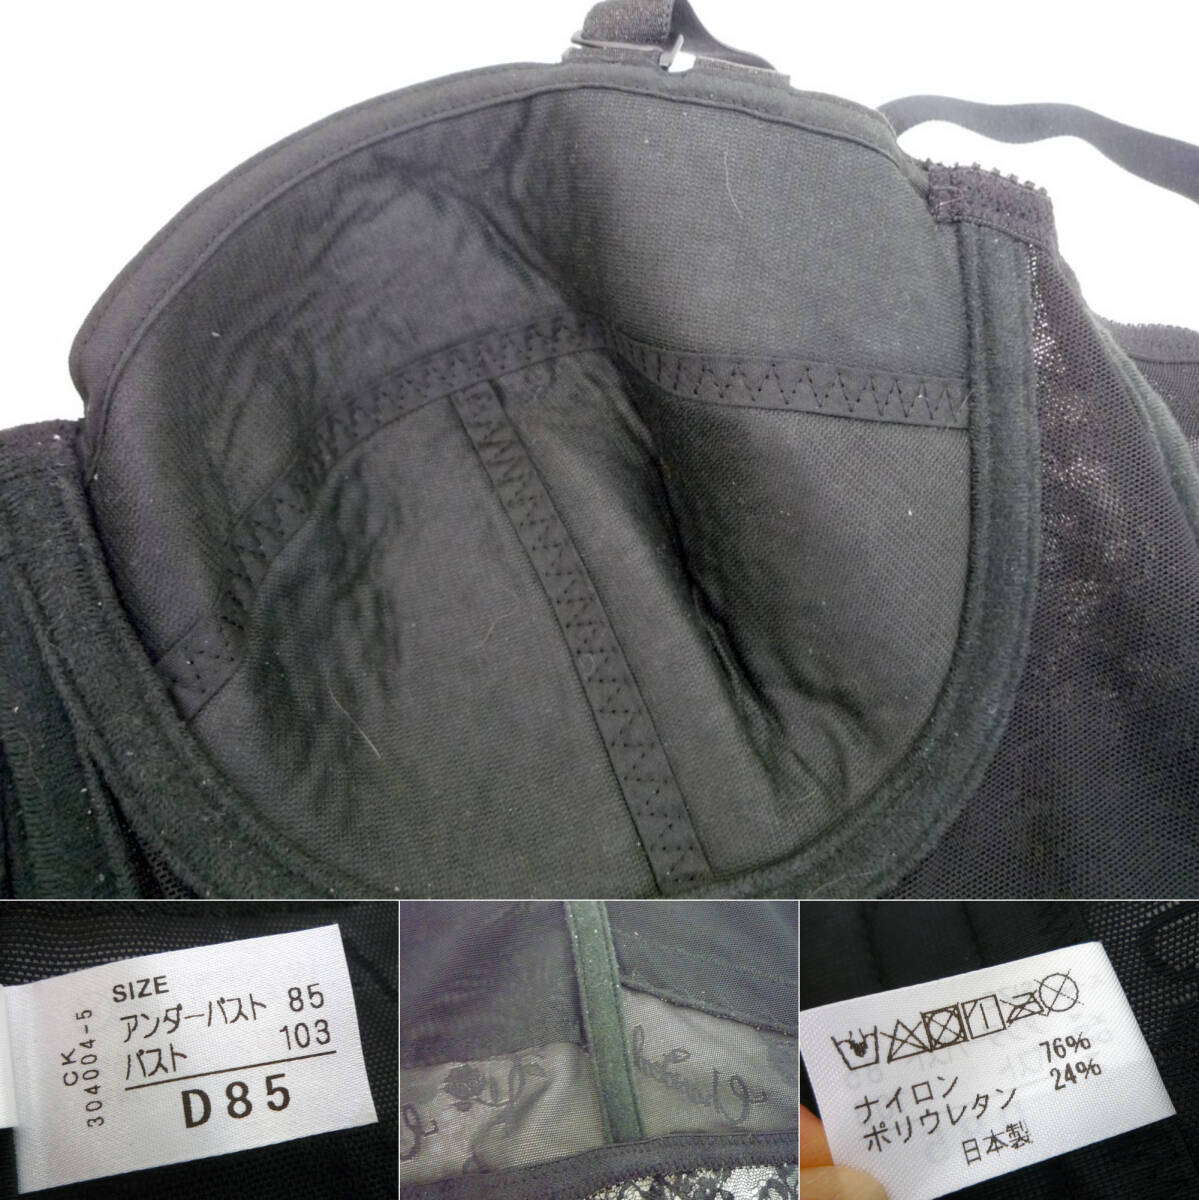 SIZE
アンダーバスト 85
バスト 103
D85
CK
304004-5
ナイロン 76%
ポリウレタン 24%
日本製